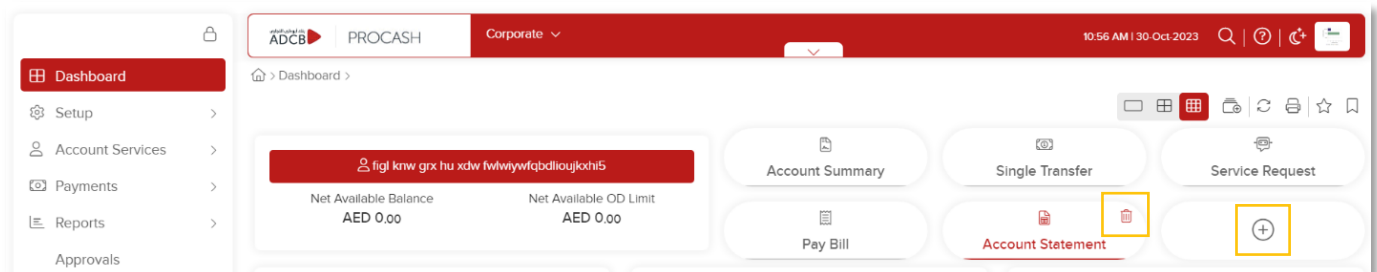 ADCB
PROCASH
Corporate
10:56 AM | 30-Oct-2023
Dashboard
Setup
Account Services
Payments
Reports
Approvals
> Dashboard >
figl knw grx hu xdw fwlwiywfqbdlioujkxhi5
Net Available Balance
Net Available OD Limit
AED 0.00
AED 0.00
Account Summary
Single Transfer
Service Request
Pay Bill
Account Statement